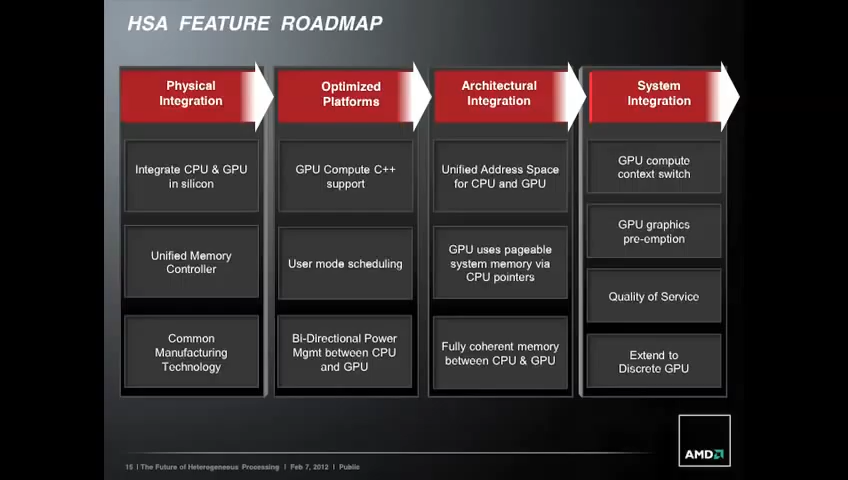 HSA FEATURE ROADMAP
Physical
Integration
Integrate CPU & GPU
in silicon
Unified Memory
Controller
Common
Manufacturing
Technology
Optimized
Platforms
GPU Compute C++
support
User mode scheduling
Bi-Directional Power
Mgmt between CPU
and GPU
Architectural
Integration
Unified Address Space
for CPU and GPU
GPU uses pageable
system memory via
CPU pointers
Fully coherent memory
between CPU & GPU
System
Integration
GPU compute
context switch
GPU graphics
pre-emption
Quality of Service
Extend to
Discrete GPU
15 | The Future of Heterogeneous Processing | Feb 7, 2012 | Public
AMD